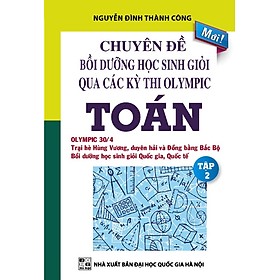 NGUYỄN ĐÌNH THÀNH CÔNG
Mới!
CHUYÊN ĐỀ
BỒI DƯỠNG HỌC SINH GIỎI
QUA CÁC KỲ THI OLYMPIC
TOÁN
OLYMPIC 30/4
Trại hè Hùng Vương, duyên hải và Đồng bằng Bắc Bộ
Bồi dưỡng học sinh giỏi Quốc gia, Quốc tế
TẬP
2
NHÀ XUẤT BẢN ĐẠI HỌC QUỐC GIA HÀ NỘI